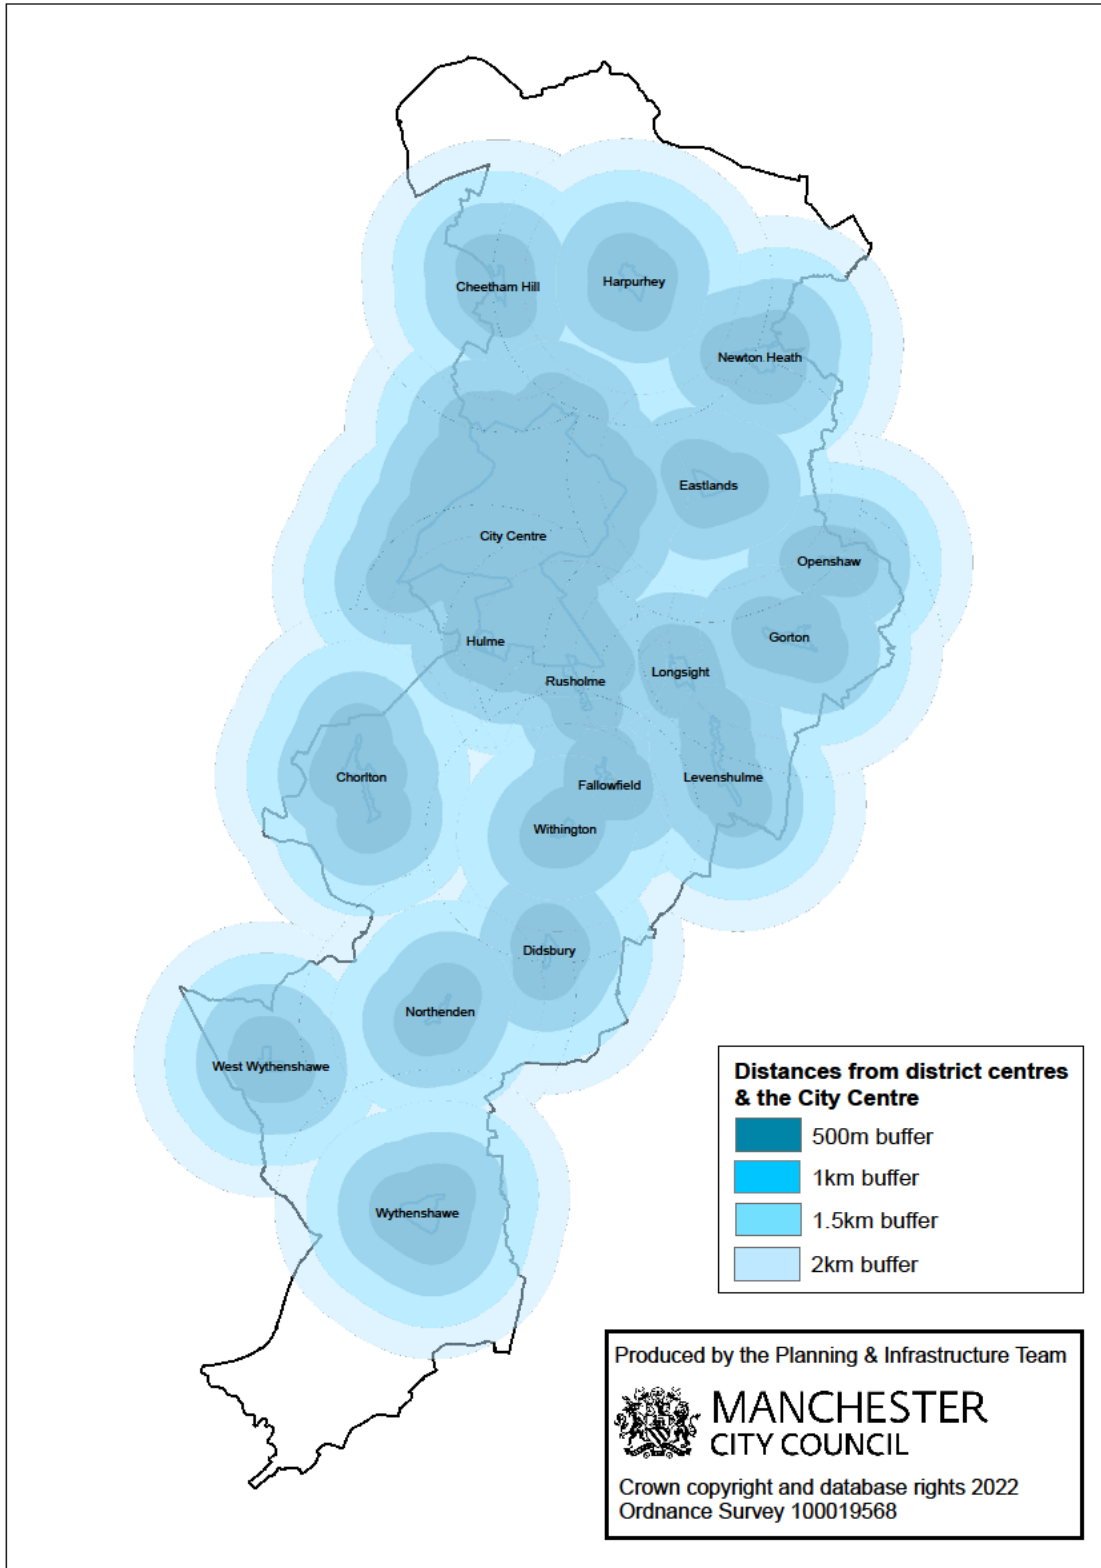 Cheetham Hill
Harpurhey
Newton Heath
Eastlands
City Centre
Openshaw
Hulme
Gorton
Rusholme
Longsight
Chorlton
Fallowfield
Levenshulme
Withington
Didsbury
Northenden
West Wythenshawe
Wythenshawe
Distances from district centres
& the City Centre
500m buffer
1km buffer
1.5km buffer
2km buffer
Produced by the Planning & Infrastructure Team
MANCHESTER
CITY COUNCIL
Crown copyright and database rights 2022
Ordnance Survey 100019568